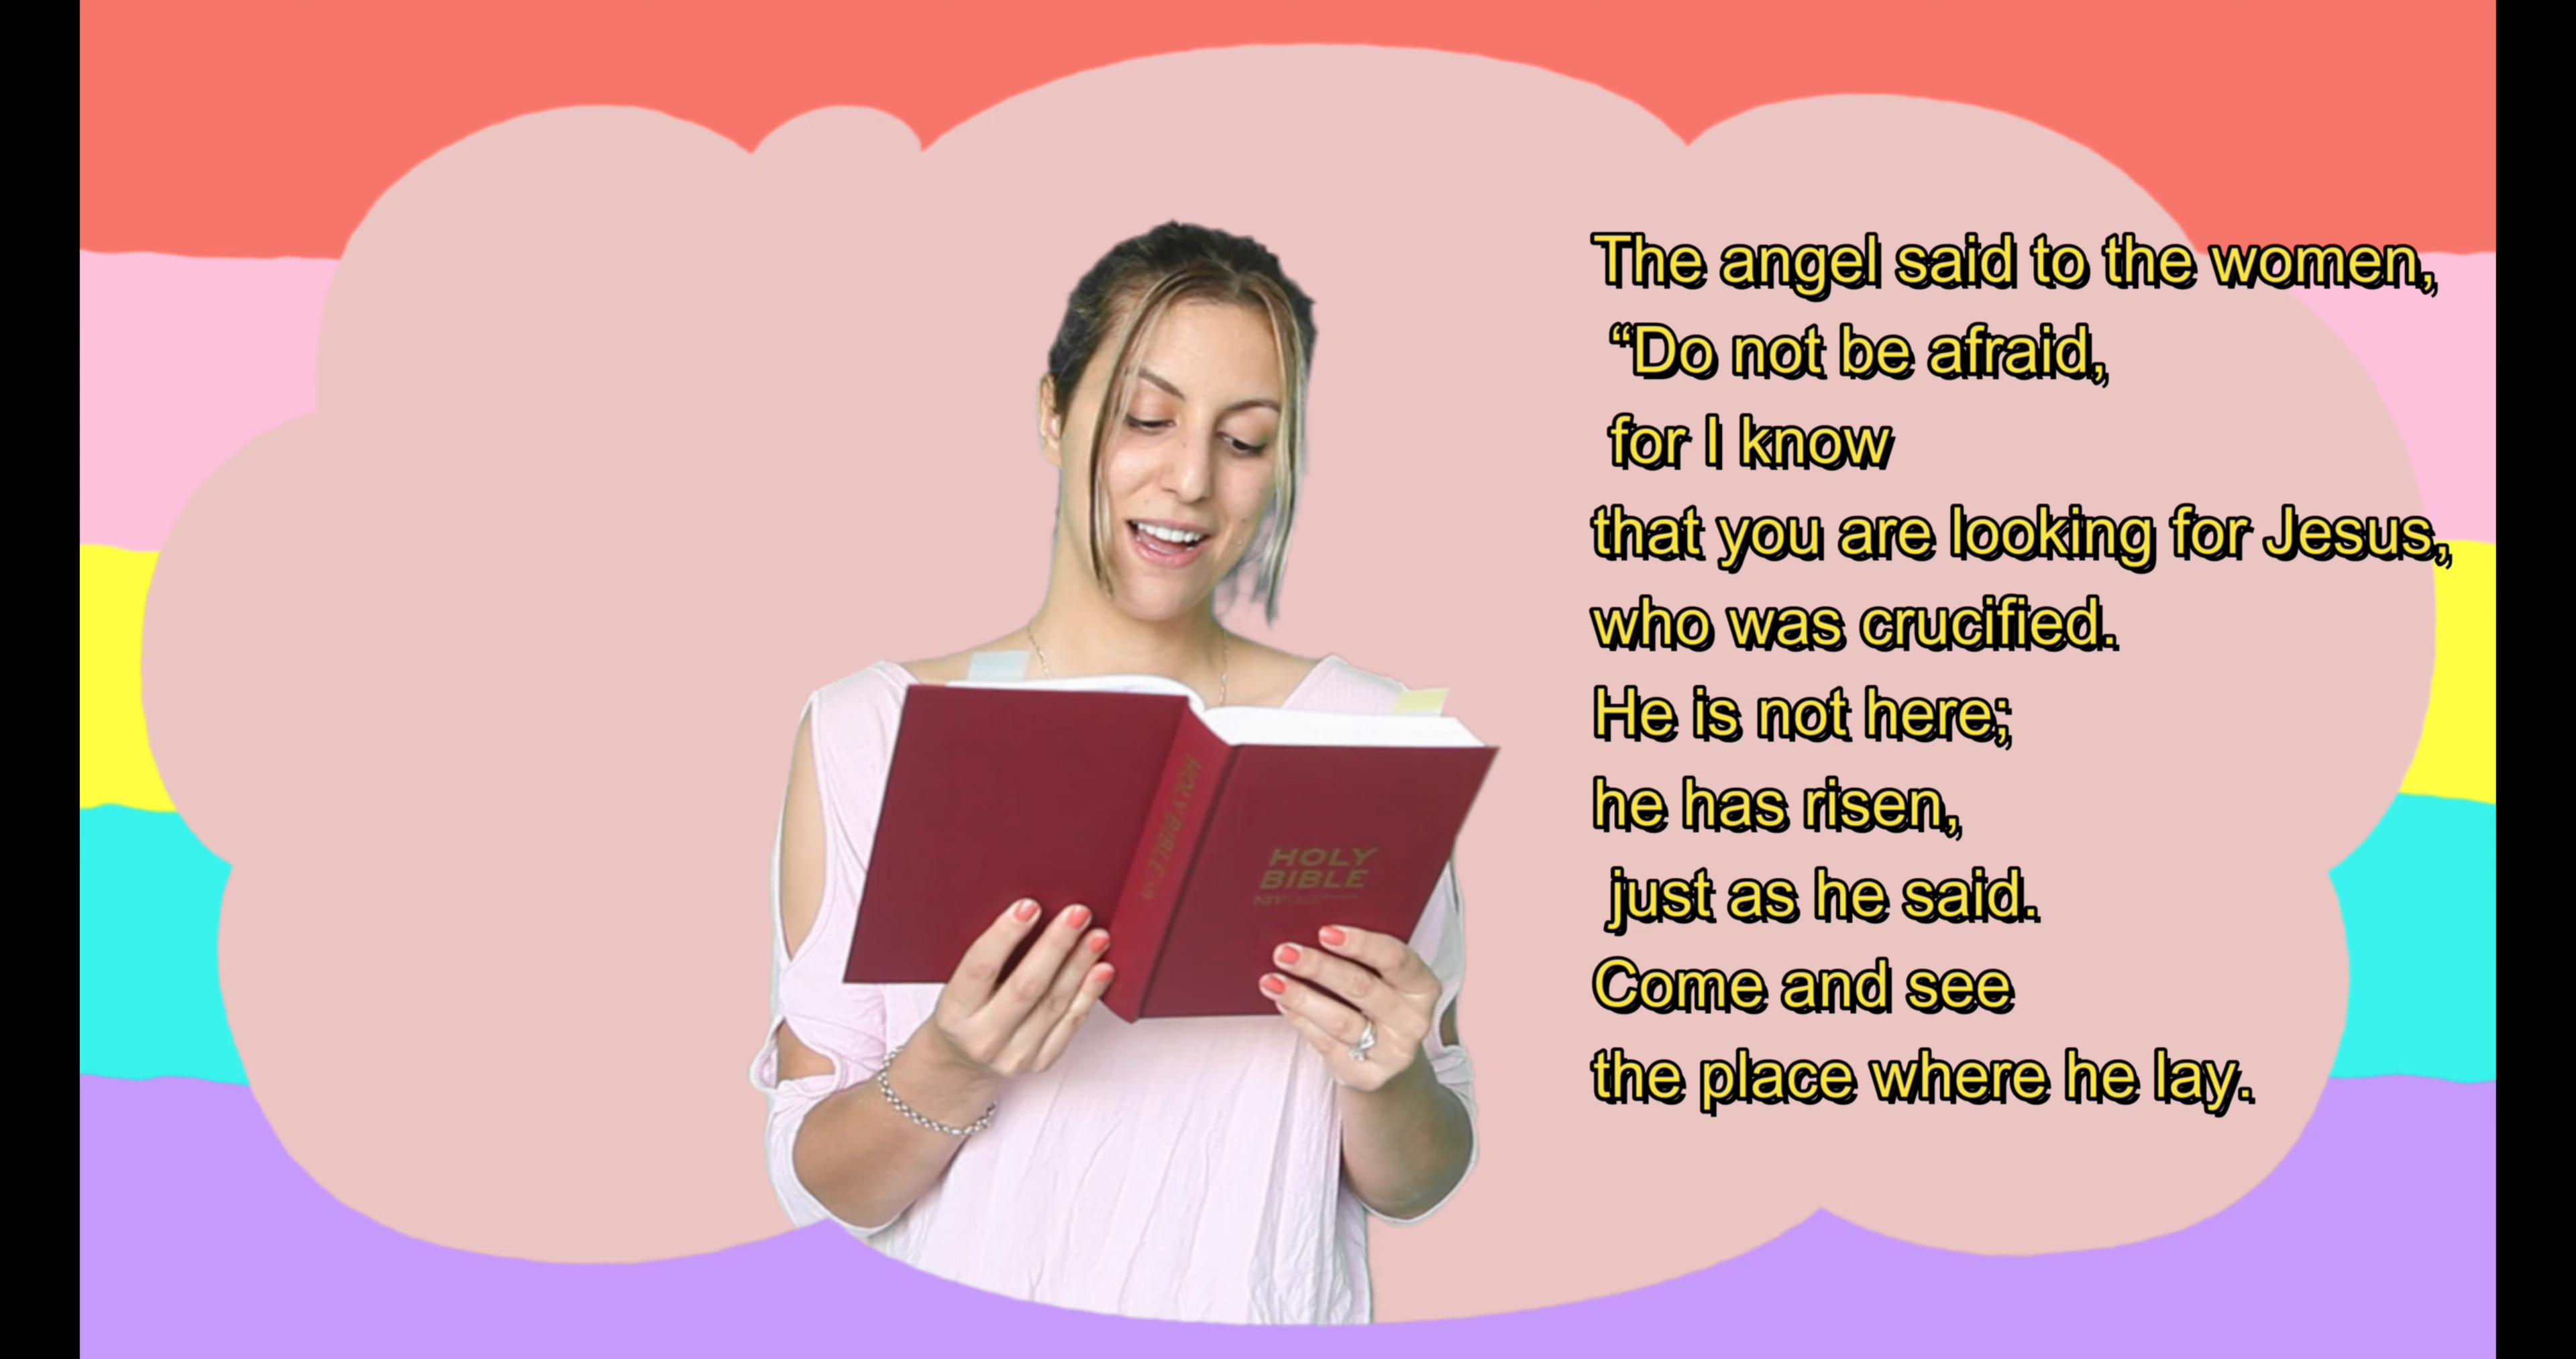 The angel said to the women,
“Do not be afraid,
for I know
that you are looking for Jesus,
who was crucified.
He is not here;
he has risen,
just as he said.
Come and see
the place where he lay.
HOLY BIBLE
HOLY
BIBLE
NIV